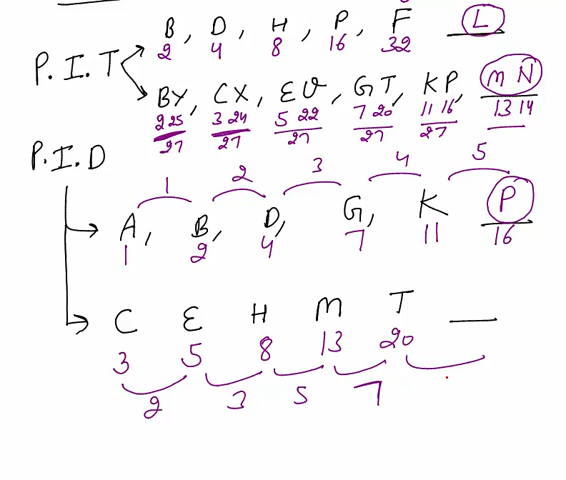 B, D, H, P, F L
2 4 8 16 32
P.I.T
BY, CX, EV, GT, KP, MN
2 25 3 24 5 22 7 20 11 16 13 14
27 27 27 27 27
P.I.D
1 2 3 4 5
A, B, D, G, K P
1 2 4 7 11 16
C E H M T __
3 5 8 13 20
2 3 5 7